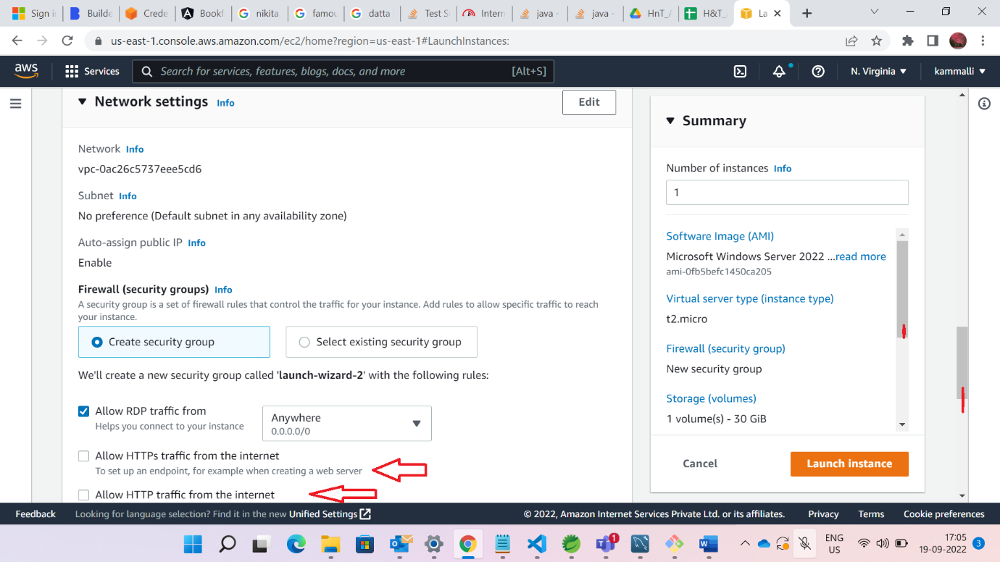 Sign i
Builde
Crede
Bookf
nikita
famou
datta
Test S
Intern
java -
java -
HnT_A
H&T_
La
us-east-1.console.aws.amazon.com/ec2/home?region=us-east-1#LaunchInstances:
aws
Services
Search for services, features, blogs, docs, and more [Alt+S]
N. Virginia
kammalli
Network settings Info
Edit
Network Info
vpc-0ac26c5737eee5cd6
Subnet Info
No preference (Default subnet in any availability zone)
Auto-assign public IP Info
Enable
Firewall (security groups) Info
A security group is a set of firewall rules that control the traffic for your instance. Add rules to allow specific traffic to reach
your instance.
Create security group
Select existing security group
We'll create a new security group called 'launch-wizard-2' with the following rules:
Allow RDP traffic from
Helps you connect to your instance
Anywhere
0.0.0.0/0
Allow HTTPs traffic from the internet
To set up an endpoint, for example when creating a web server
Allow HTTP traffic from the internet
Summary
Number of instances Info
1
Software Image (AMI)
Microsoft Windows Server 2022 ...read more
ami-0fb5befc1450ca205
Virtual server type (instance type)
t2.micro
Firewall (security group)
New security group
Storage (volumes)
1 volume(s) - 30 GiB
Cancel
Launch instance
Feedback
Looking for language selection? Find it in the new Unified Settings
© 2022, Amazon Internet Services Private Ltd. or its affiliates.
Privacy
Terms
Cookie preferences
1
ENG
US
17:05
19-09-2022
3